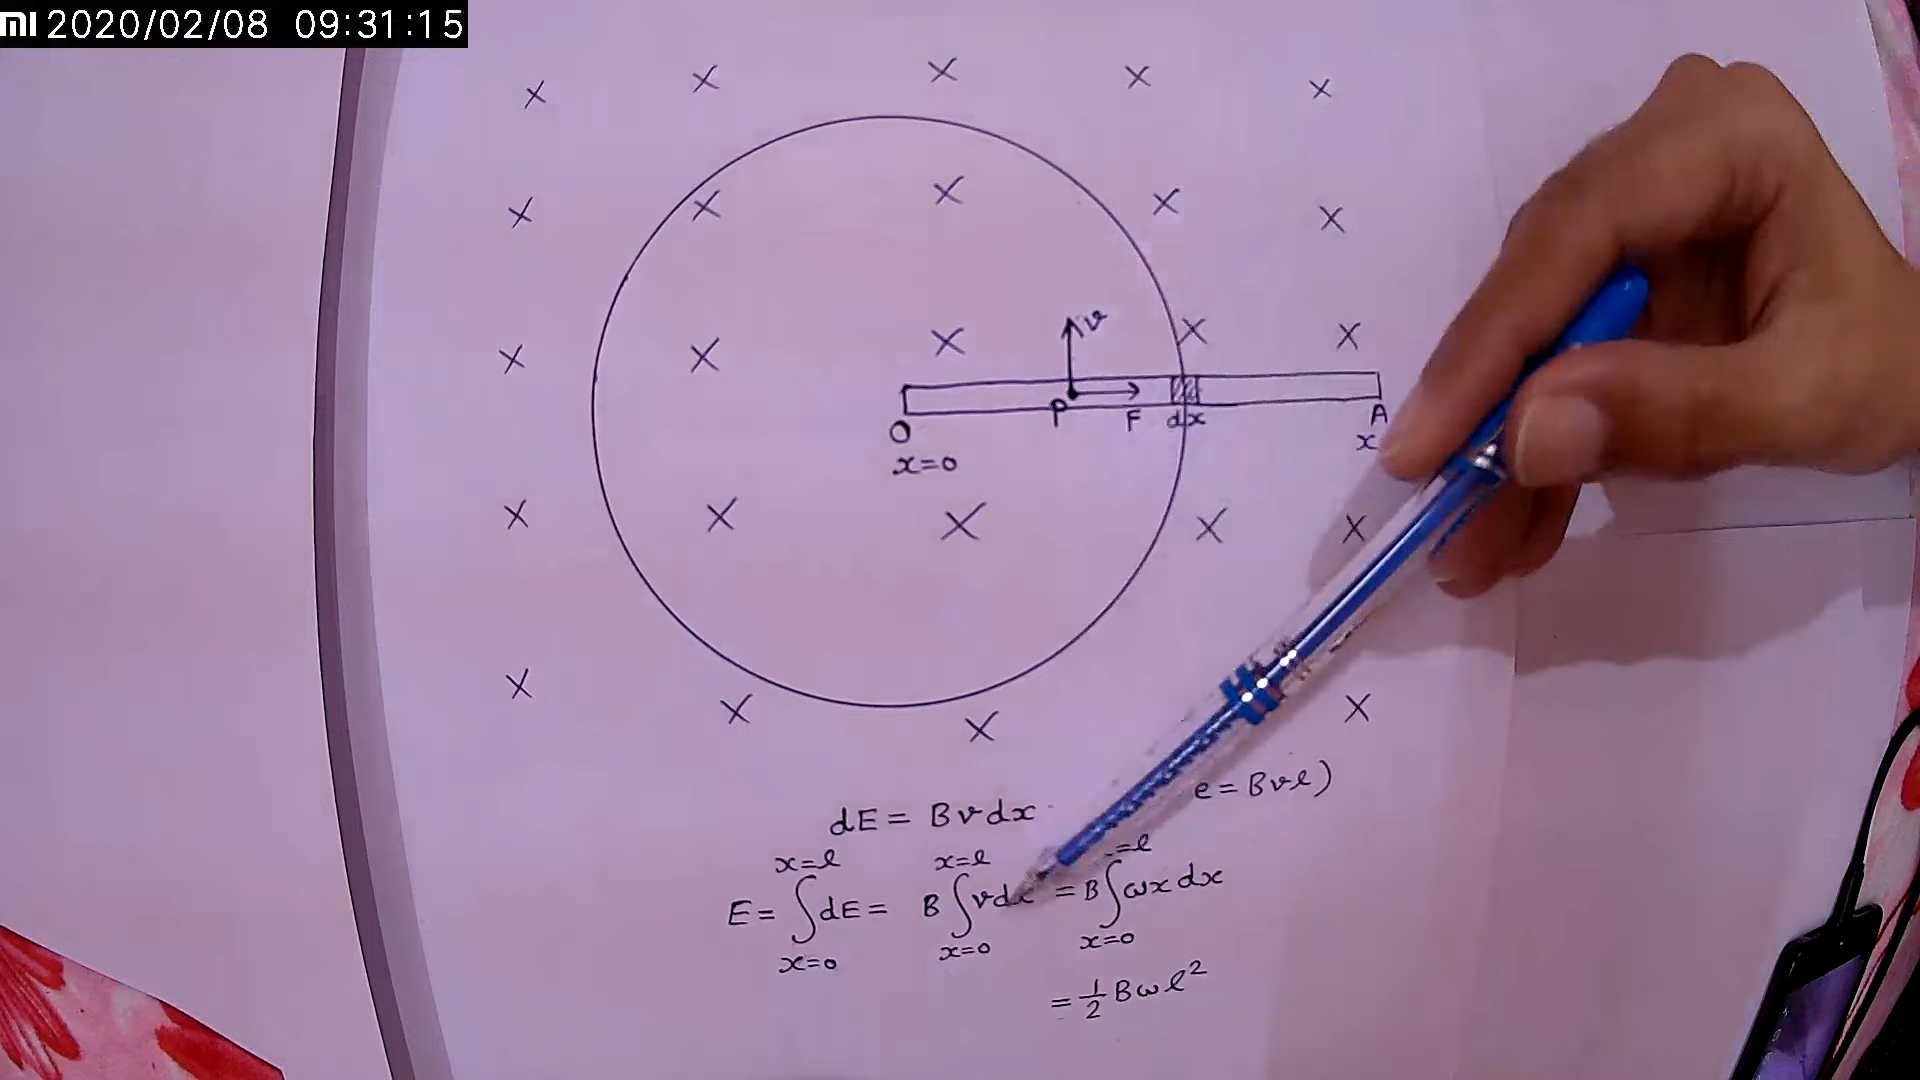 MI 2020/02/08 09:31:15
X X X X X
X X X X X
v
X X X X X
P F dx A
O x
x=0
X X X X X
X X X X
e = Bvl)
dE = Bvdx
x=l x=l =l
E = ∫dE = B∫vdx = B∫ωx dx
x=0 x=0 x=0
= 1/2 Bωl²